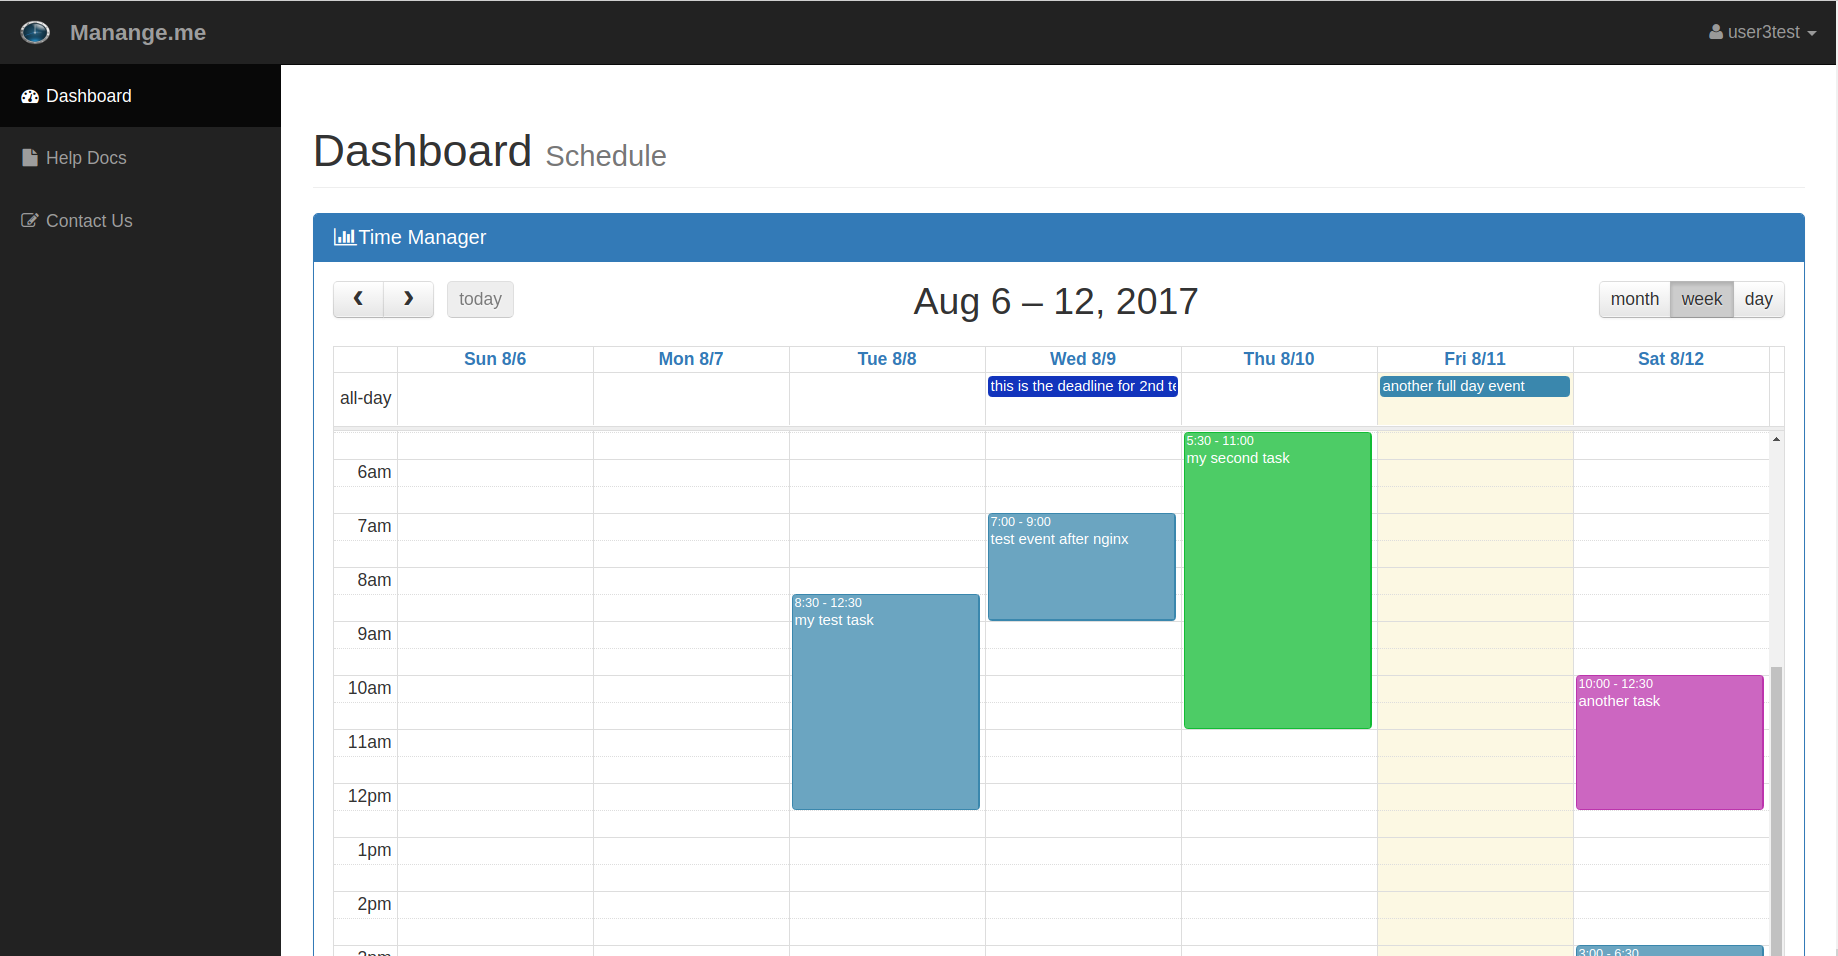 Manange.me
user3test
Dashboard
Help Docs
Contact Us
Dashboard Schedule
Time Manager
today
Aug 6 – 12, 2017
month week day
Sun 8/6 Mon 8/7 Tue 8/8 Wed 8/9 Thu 8/10 Fri 8/11 Sat 8/12
all-day
this is the deadline for 2nd te
another full day event
5:30 - 11:00
my second task
6am
7am
7:00 - 9:00
test event after nginx
8am
8:30 - 12:30
my test task
9am
10am
10:00 - 12:30
another task
11am
12pm
1pm
2pm
3pm
3:00 - 6:30